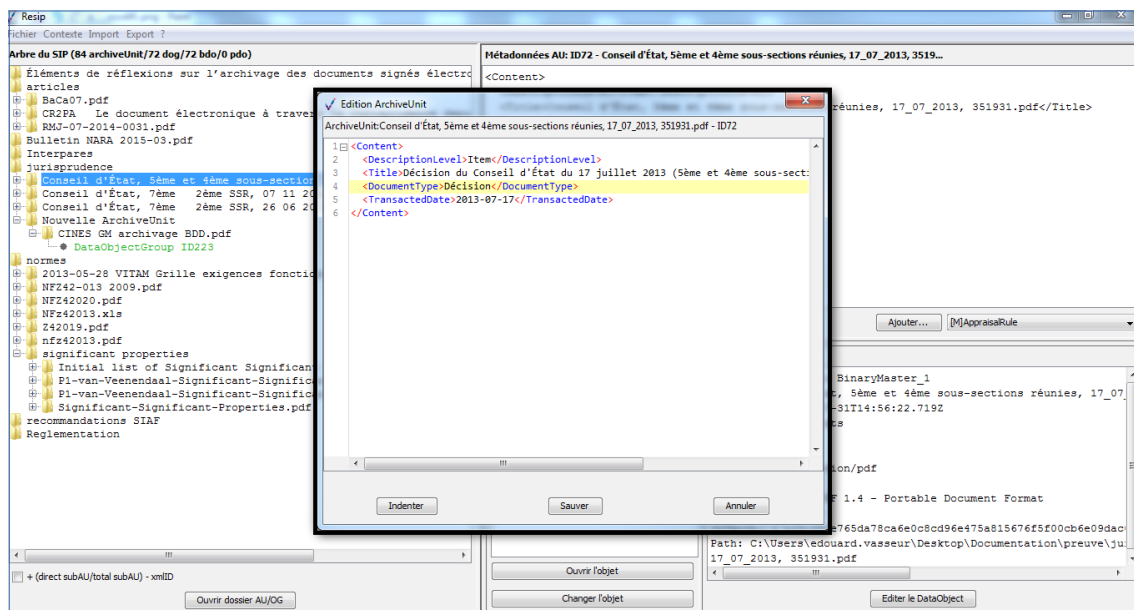 Resip
Fichier Contexte Import Export ?
Arbre du SIP (84 archiveUnit/72 dog/72 bdo/0 pdo)
Éléments de réflexions sur l'archivage des documents signés électro
articles
BaCa07.pdf
CR2PA Le document électronique à traver
RMJ-07-2014-0031.pdf
Bulletin NARA 2015-03.pdf
Interpares
jurisprudence
Conseil d'État, 5ème et 4ème sous-section
Conseil d'État, 7ème 2ème SSR, 07 11 20
Conseil d'État, 7ème 2ème SSR, 26 06 20
Nouvelle ArchiveUnit
CINES GM archivage BDD.pdf
DataObjectGroup ID223
normes
2013-05-28 VITAM Grille exigences fonctio
NFZ42-013 2009.pdf
NFZ42020.pdf
NFz42013.xls
Z42019.pdf
nfz42013.pdf
significant properties
Initial list of Significant Significan
P1-van-Veenendaal-Significant-Significa
P1-van-Veenendaal-Significant-Significa
Significant-Significant-Properties.pdf
recommandations SIAF
Reglementation
+ (direct subAU/total subAU) - xmlID
Ouvrir dossier AU/OG
Métadonnées AU: ID72 - Conseil d'État, 5ème et 4ème sous-sections réunies, 17_07_2013, 3519...
<Content>
réunies, 17_07_2013, 351931.pdf</Title>
Edition ArchiveUnit
ArchiveUnit:Conseil d'État, 5ème et 4ème sous-sections réunies, 17_07_2013, 351931.pdf - ID72
1 <Content>
2 <DescriptionLevel>Item</DescriptionLevel>
3 <Title>Décision du Conseil d'État du 17 juillet 2013 (5ème et 4ème sous-sect
4 <DocumentType>Décision</DocumentType>
5 <TransactedDate>2013-07-17</TransactedDate>
6 </Content>
Indenter
Sauver
Annuler
Ajouter...
[M]AppraisalRule
BinaryMaster_1
5ème et 4ème sous-sections réunies, 17_07
31T14:56:22.719Z
ion/pdf
1.4 - Portable Document Format
e765da78ca6e0c8cd96e475a815676f5f00cb6e09dac
Path: C:\Users\edouard.vasseur\Desktop\Documentation\preuve\ju
17_07_2013, 351931.pdf
Ouvrir l'objet
Changer l'objet
Editer le DataObject